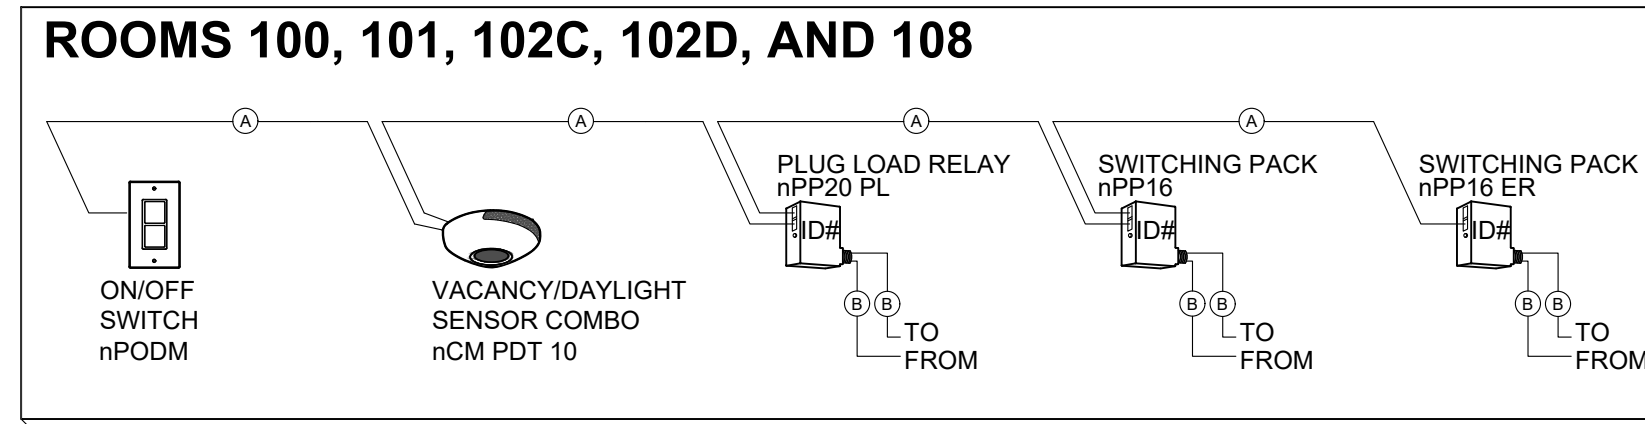 ROOMS 100, 101, 102C, 102D, AND 108
A
A
A
A
PLUG LOAD RELAY
nPP20 PL
SWITCHING PACK
nPP16
SWITCHING PACK
nPP16 ER
ID#
ID#
ID#
ON/OFF
SWITCH
nPODM
VACANCY/DAYLIGHT
SENSOR COMBO
nCM PDT 10
B B
TO
FROM
B B
TO
FROM
B B
TO
FROM